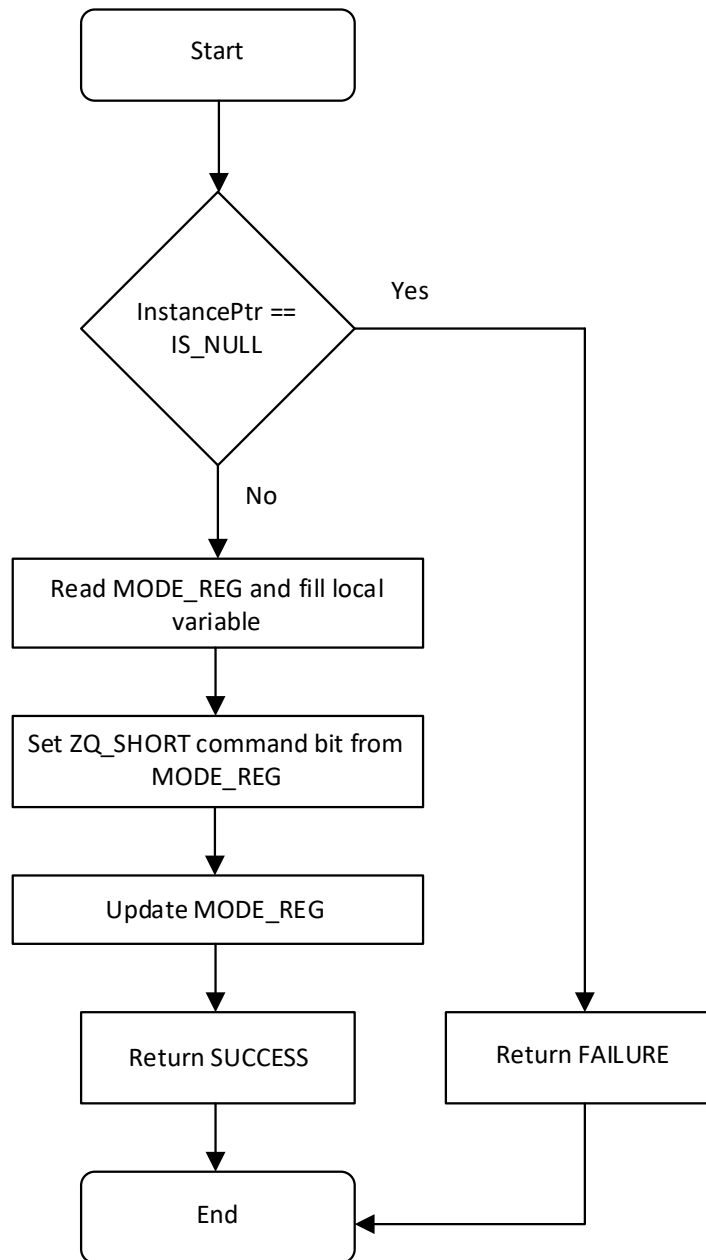 Start
InstancePtr ==
IS_NULL
Yes
No
Read MODE_REG and fill local
variable
Set ZQ_SHORT command bit from
MODE_REG
Update MODE_REG
Return SUCCESS
Return FAILURE
End